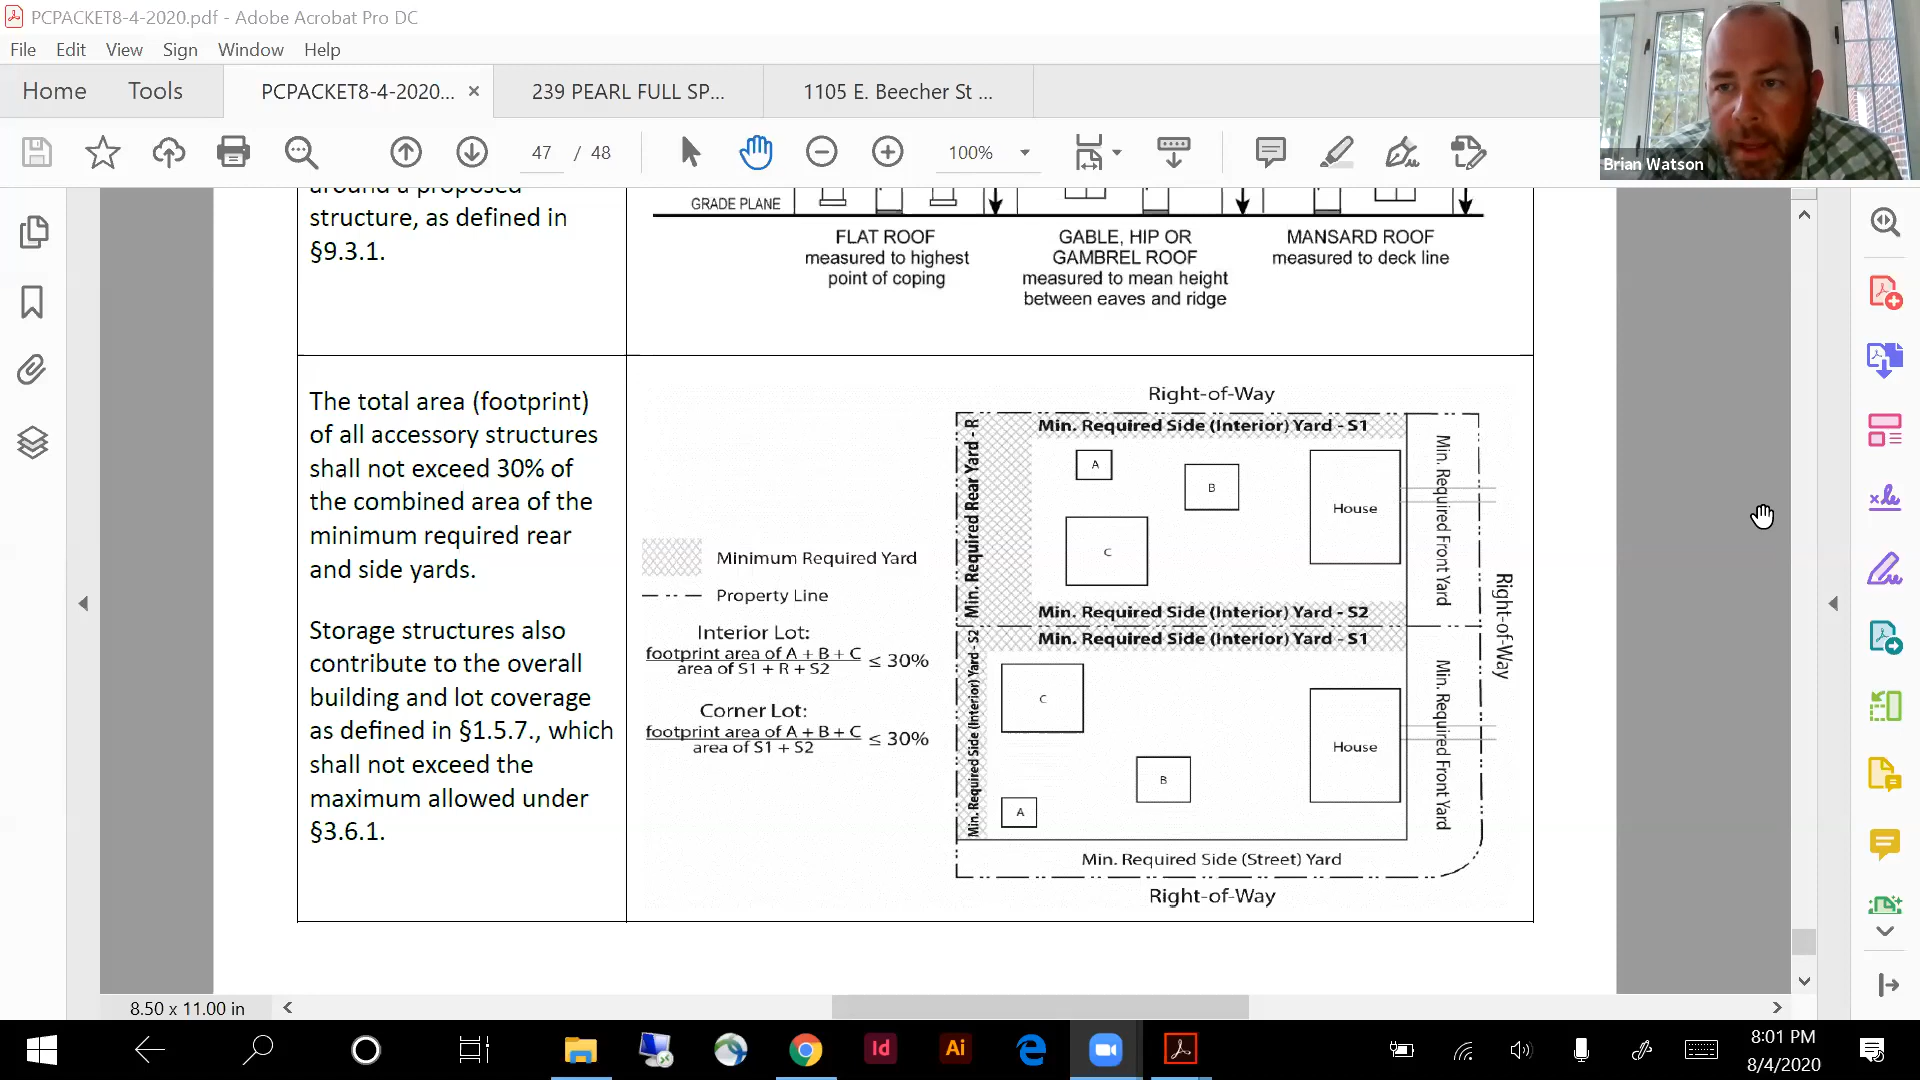 PCPACKET8-4-2020.pdf - Adobe Acrobat Pro DC
File Edit View Sign Window Help
Home Tools PCPACKET8-4-2020... × 239 PEARL FULL SP... 1105 E. Beecher St ...
47 / 48 100%
Brian Watson
around a proposed
structure, as defined in
§9.3.1.
GRADE PLANE
FLAT ROOF
measured to highest
point of coping
GABLE, HIP OR
GAMBREL ROOF
measured to mean height
between eaves and ridge
MANSARD ROOF
measured to deck line
The total area (footprint)
of all accessory structures
shall not exceed 30% of
the combined area of the
minimum required rear
and side yards.
Storage structures also
contribute to the overall
building and lot coverage
as defined in §1.5.7., which
shall not exceed the
maximum allowed under
§3.6.1.
Minimum Required Yard
Property Line
Interior Lot:
footprint area of A + B + C
area of S1 + R + S2
≤ 30%
Corner Lot:
footprint area of A + B + C
area of S1 + S2
≤ 30%
Right-of-Way
Min. Required Side (Interior) Yard - S1
Min. Required Rear Yard - R
A
B
C
House
Min. Required Front Yard
Min. Required Side (Interior) Yard - S2
Right-of-Way
Min. Required Side (Interior) Yard - S1
Min. Required Side (Interior) Yard - S2
C
B
A
House
Min. Required Front Yard
Min. Required Side (Street) Yard
Right-of-Way
8.50 x 11.00 in
Id
Ai
8:01 PM
8/4/2020